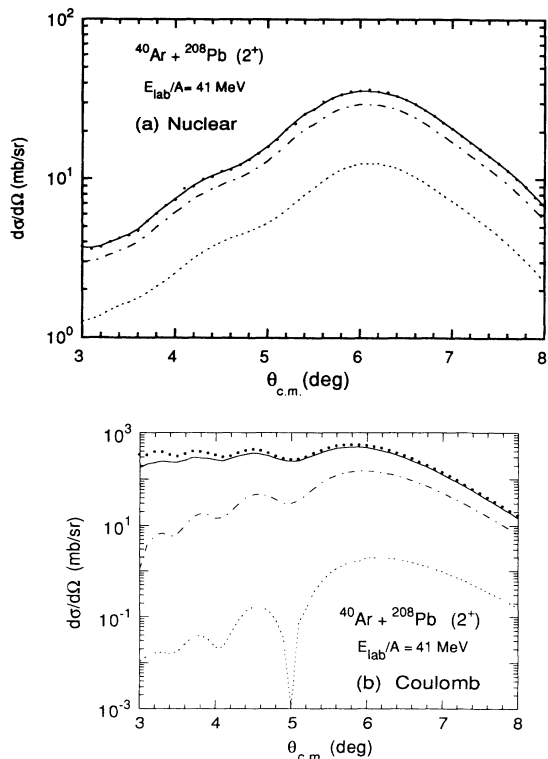 10²
⁴⁰Ar + ²⁰⁸Pb (2⁺)
E_lab/A= 41 MeV
(a) Nuclear
dσ/dΩ (mb/sr)
10¹
10⁰
3 4 5 6 7 8
θ_c.m.(deg)
10³
10¹
dσ/dΩ (mb/sr)
10⁻¹
⁴⁰Ar + ²⁰⁸Pb (2⁺)
E_lab/A= 41 MeV
(b) Coulomb
10⁻³
3 4 5 6 7 8
θ_c.m.(deg)